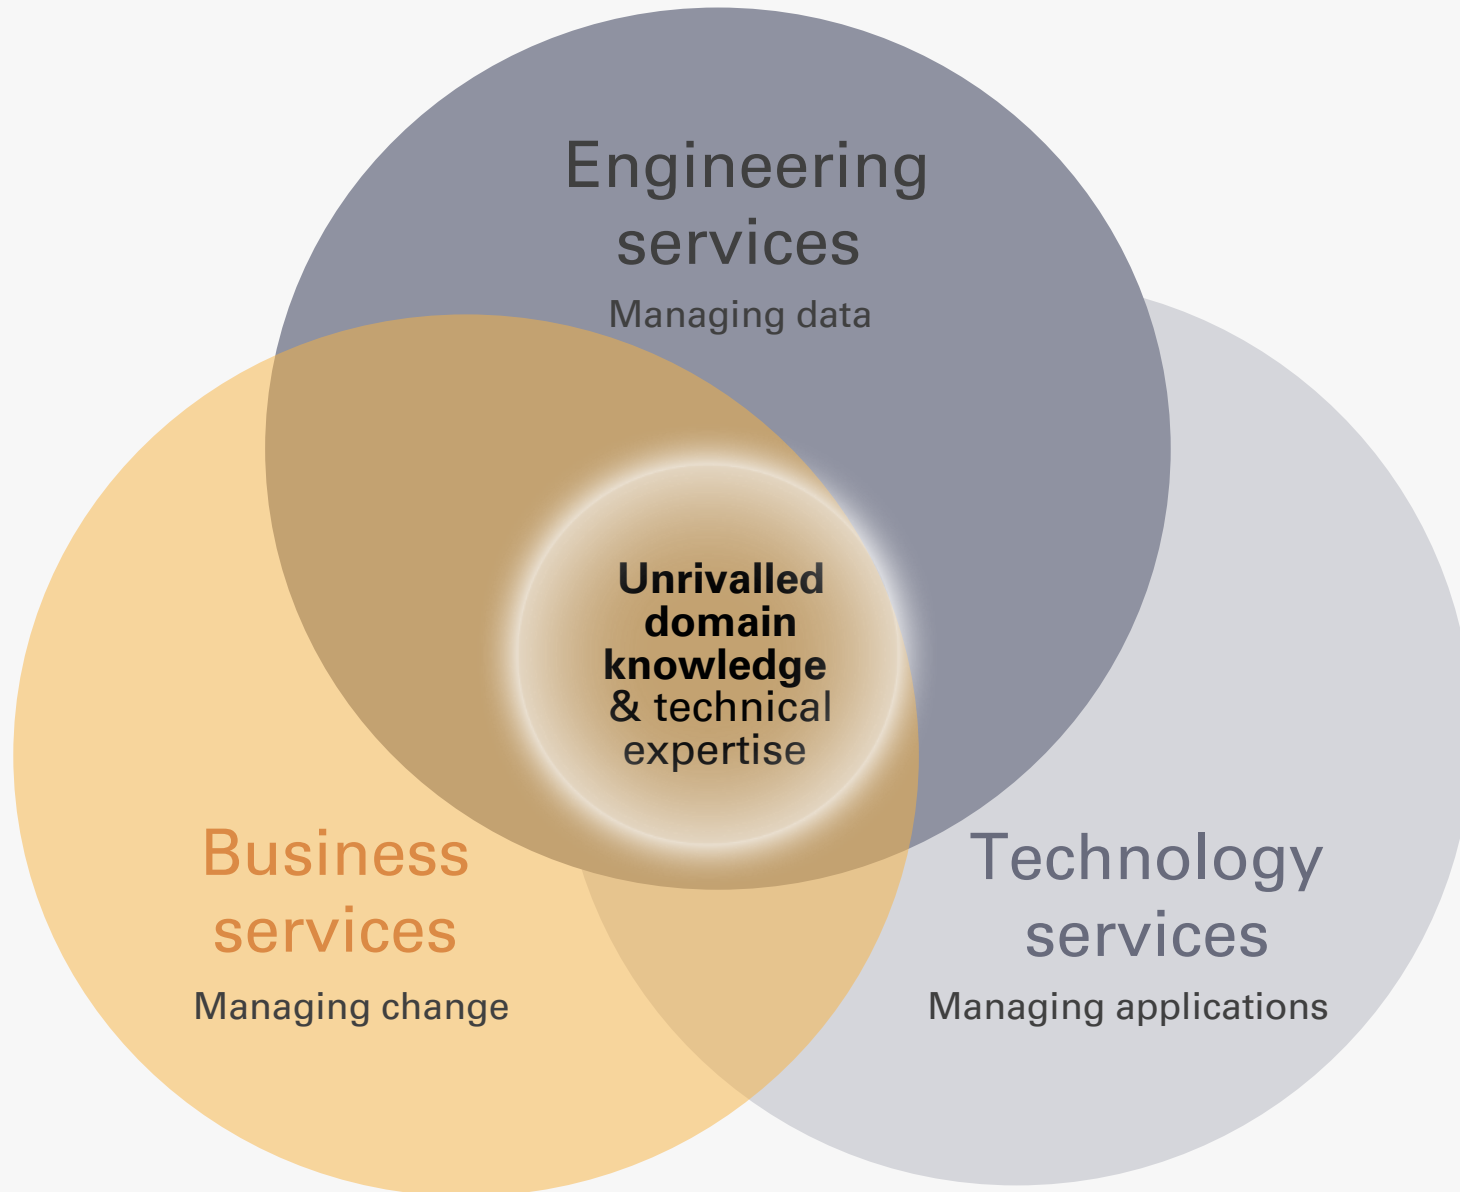 Engineering
services
Managing data
Unrivalled
domain
knowledge
& technical
expertise
Business
services
Managing change
Technology
services
Managing applications